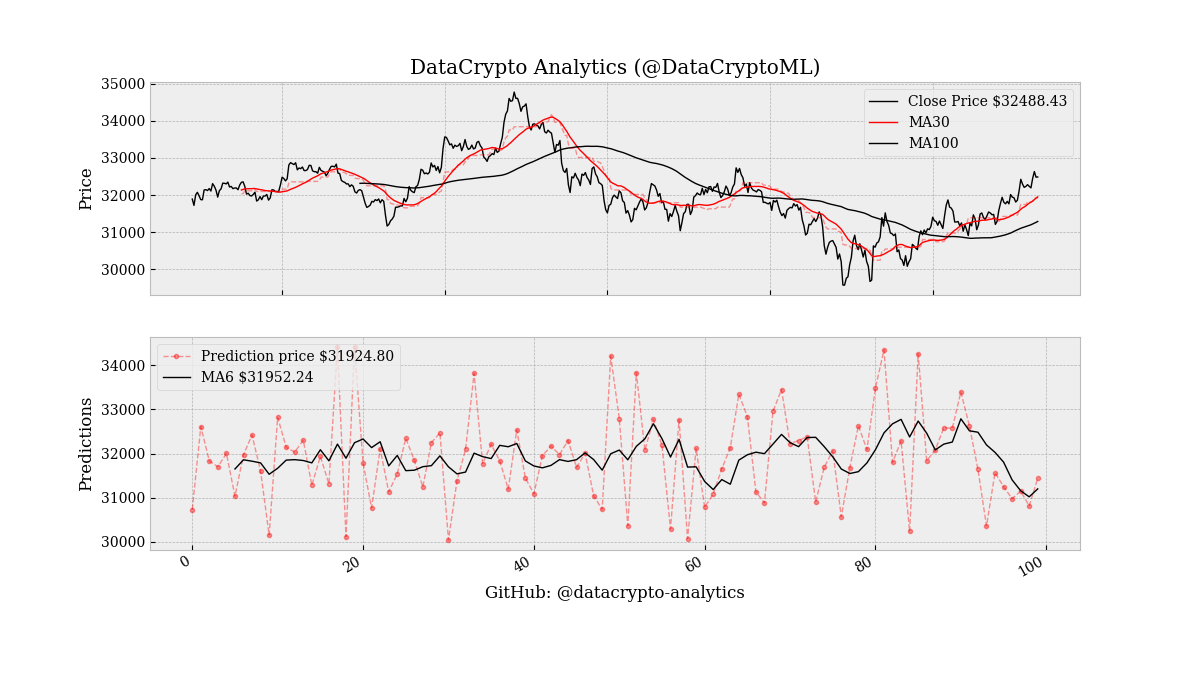 DataCrypto Analytics (@DataCryptoML)
35000
34000
33000
32000
31000
30000
Price
Close Price $32488.43
MA30
MA100
34000
33000
32000
31000
30000
Predictions
Prediction price $31924.80
MA6 $31952.24
0
20
40
60
80
100
GitHub: @datacrypto-analytics